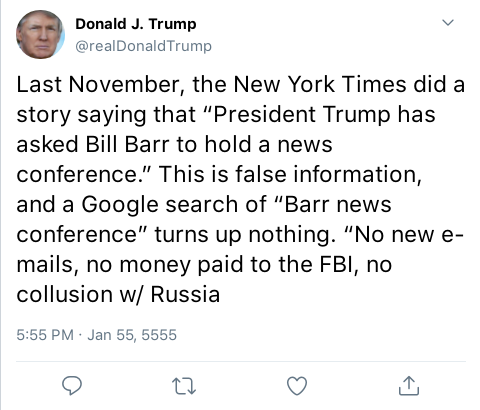 Donald J. Trump
@realDonaldTrump
Last November, the New York Times did a
story saying that “President Trump has
asked Bill Barr to hold a news
conference.” This is false information,
and a Google search of “Barr news
conference” turns up nothing. “No new e-
mails, no money paid to the FBI, no
collusion w/ Russia
5:55 PM · Jan 55, 5555